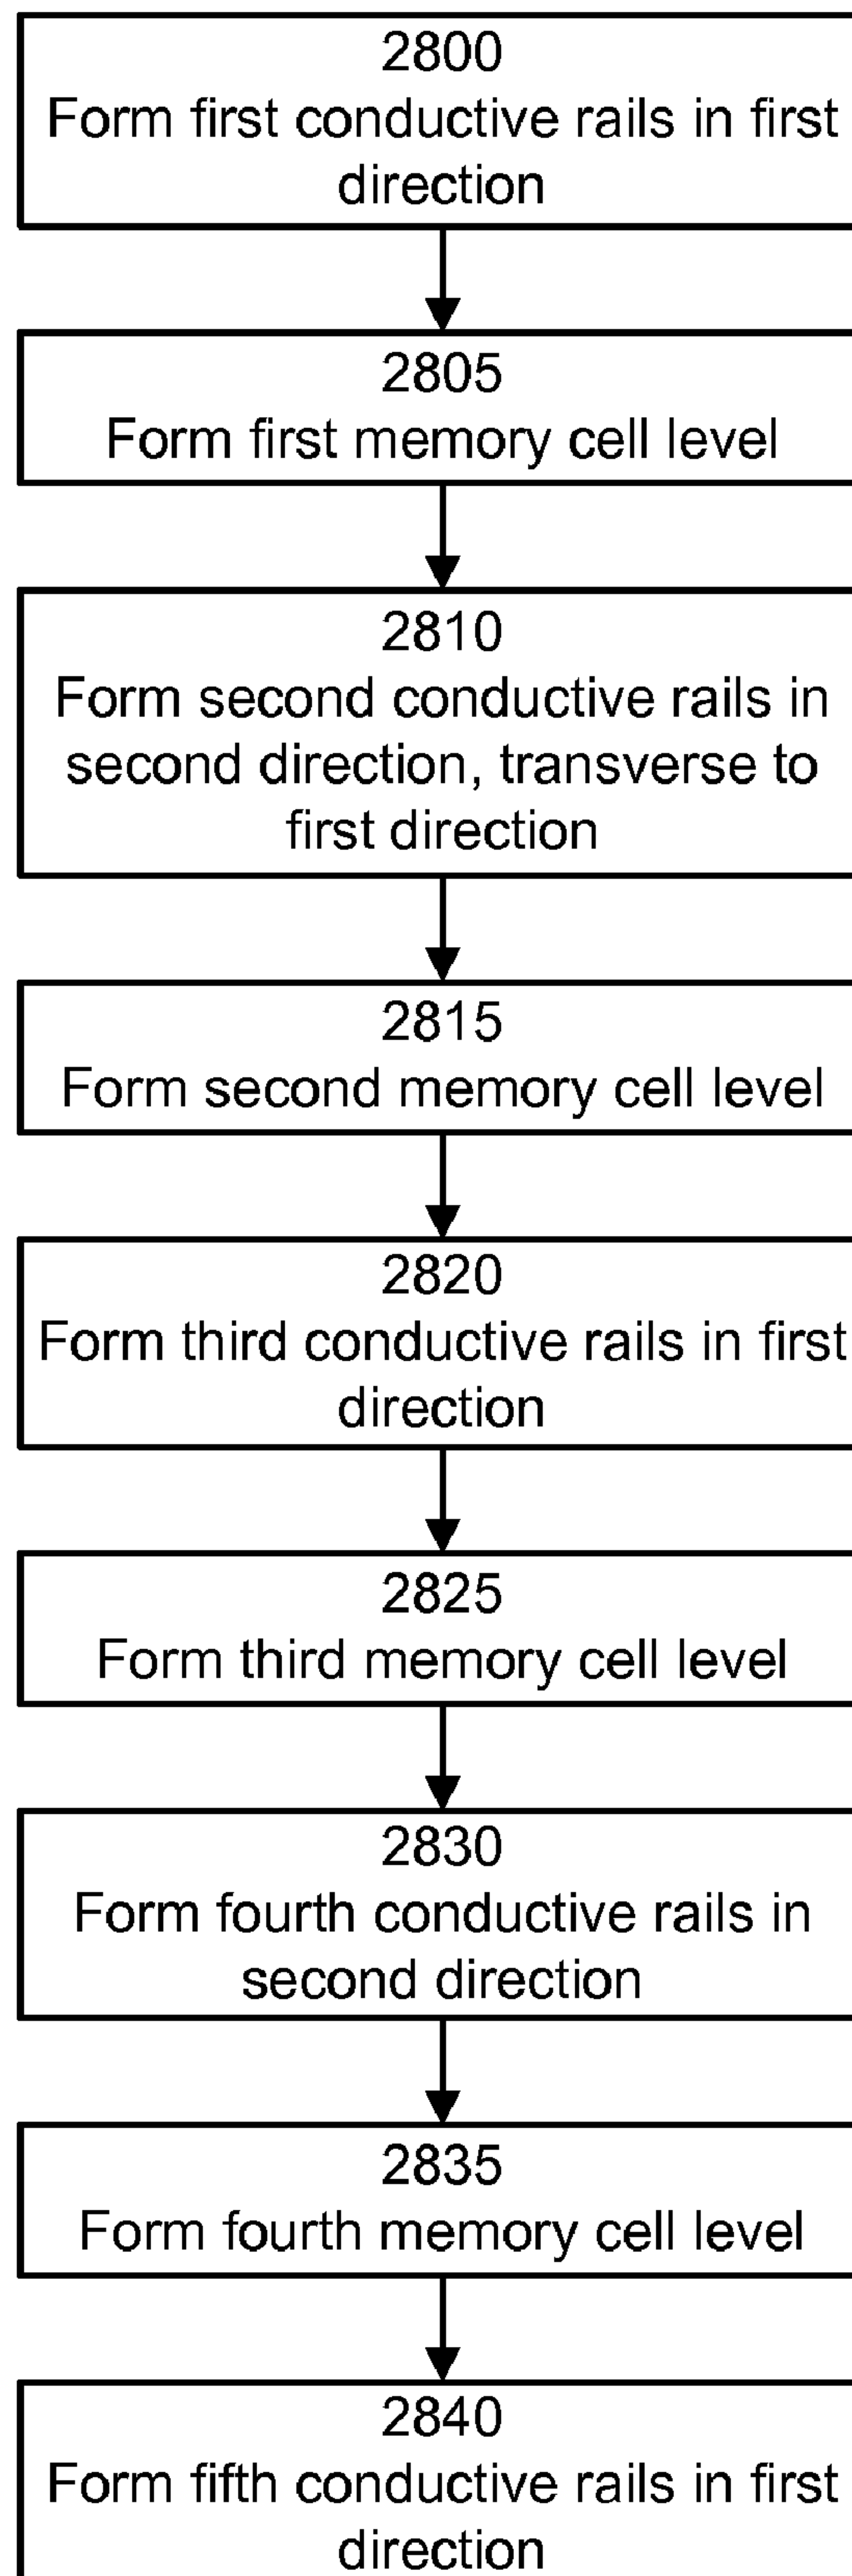 2800
Form first conductive rails in first
direction
2805
Form first memory cell level
2810
Form second conductive rails in
second direction, transverse to
first direction
2815
Form second memory cell level
2820
Form third conductive rails in first
direction
2825
Form third memory cell level
2830
Form fourth conductive rails in
second direction
2835
Form fourth memory cell level
2840
Form fifth conductive rails in first
direction